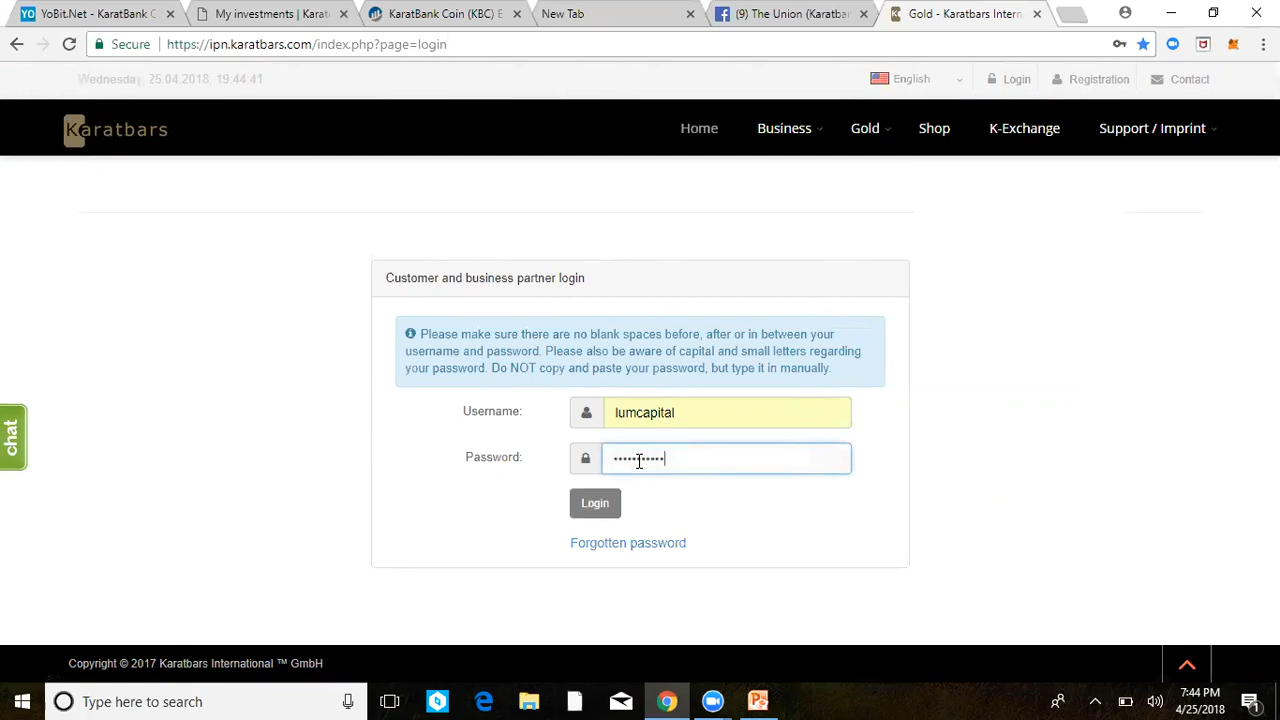 YoBit.Net - KaratBank Co
My investments | Karat
KaratBank Coin (KBC) E
New Tab
(9) The Union (Karatba
Gold - Karatbars Intern
Secure
https://ipn.karatbars.com/index.php?page=login
Wednesday, 25.04.2018, 19:44:41
English
Login
Registration
Contact
Karatbars
Home
Business
Gold
Shop
K-Exchange
Support / Imprint
Customer and business partner login
Please make sure there are no blank spaces before, after or in between your
username and password. Please also be aware of capital and small letters regarding
your password. Do NOT copy and paste your password, but type it in manually.
Username:
lumcapital
Password:
Login
Forgotten password
chat
Copyright © 2017 Karatbars International ™ GmbH
Type here to search
7:44 PM
4/25/2018